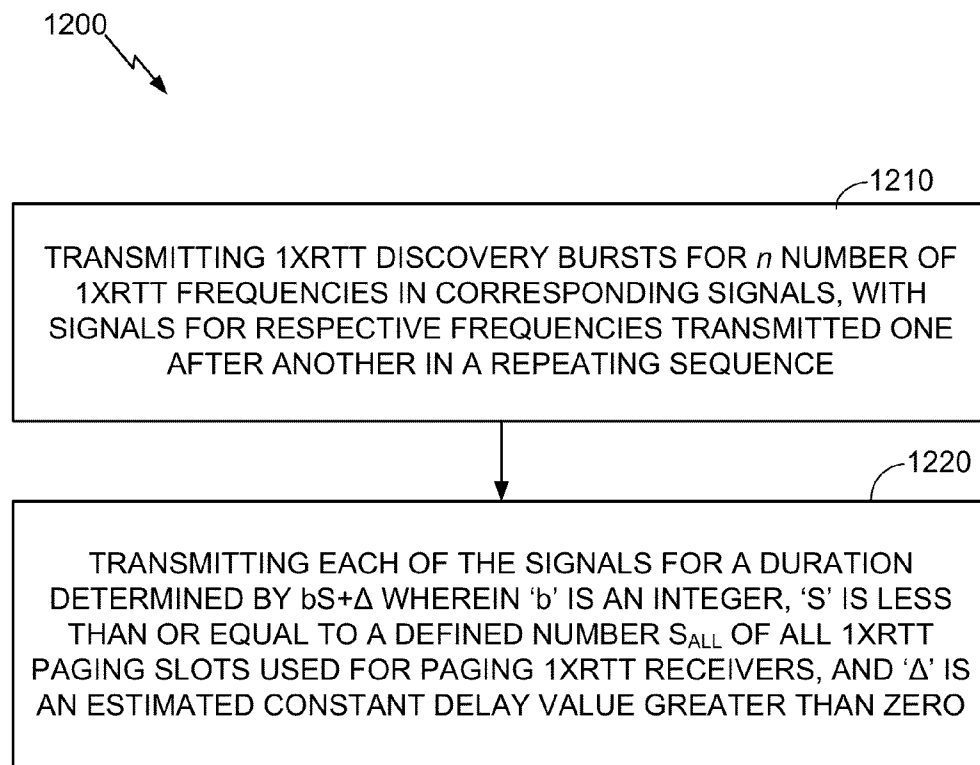 1200
1210
TRANSMITTING 1XRTT DISCOVERY BURSTS FOR n NUMBER OF
1XRTT FREQUENCIES IN CORRESPONDING SIGNALS, WITH
SIGNALS FOR RESPECTIVE FREQUENCIES TRANSMITTED ONE
AFTER ANOTHER IN A REPEATING SEQUENCE
1220
TRANSMITTING EACH OF THE SIGNALS FOR A DURATION
DETERMINED BY bS+Δ WHEREIN ‘b’ IS AN INTEGER, ‘S’ IS LESS
THAN OR EQUAL TO A DEFINED NUMBER SALL OF ALL 1XRTT
PAGING SLOTS USED FOR PAGING 1XRTT RECEIVERS, AND ‘Δ’ IS
AN ESTIMATED CONSTANT DELAY VALUE GREATER THAN ZERO